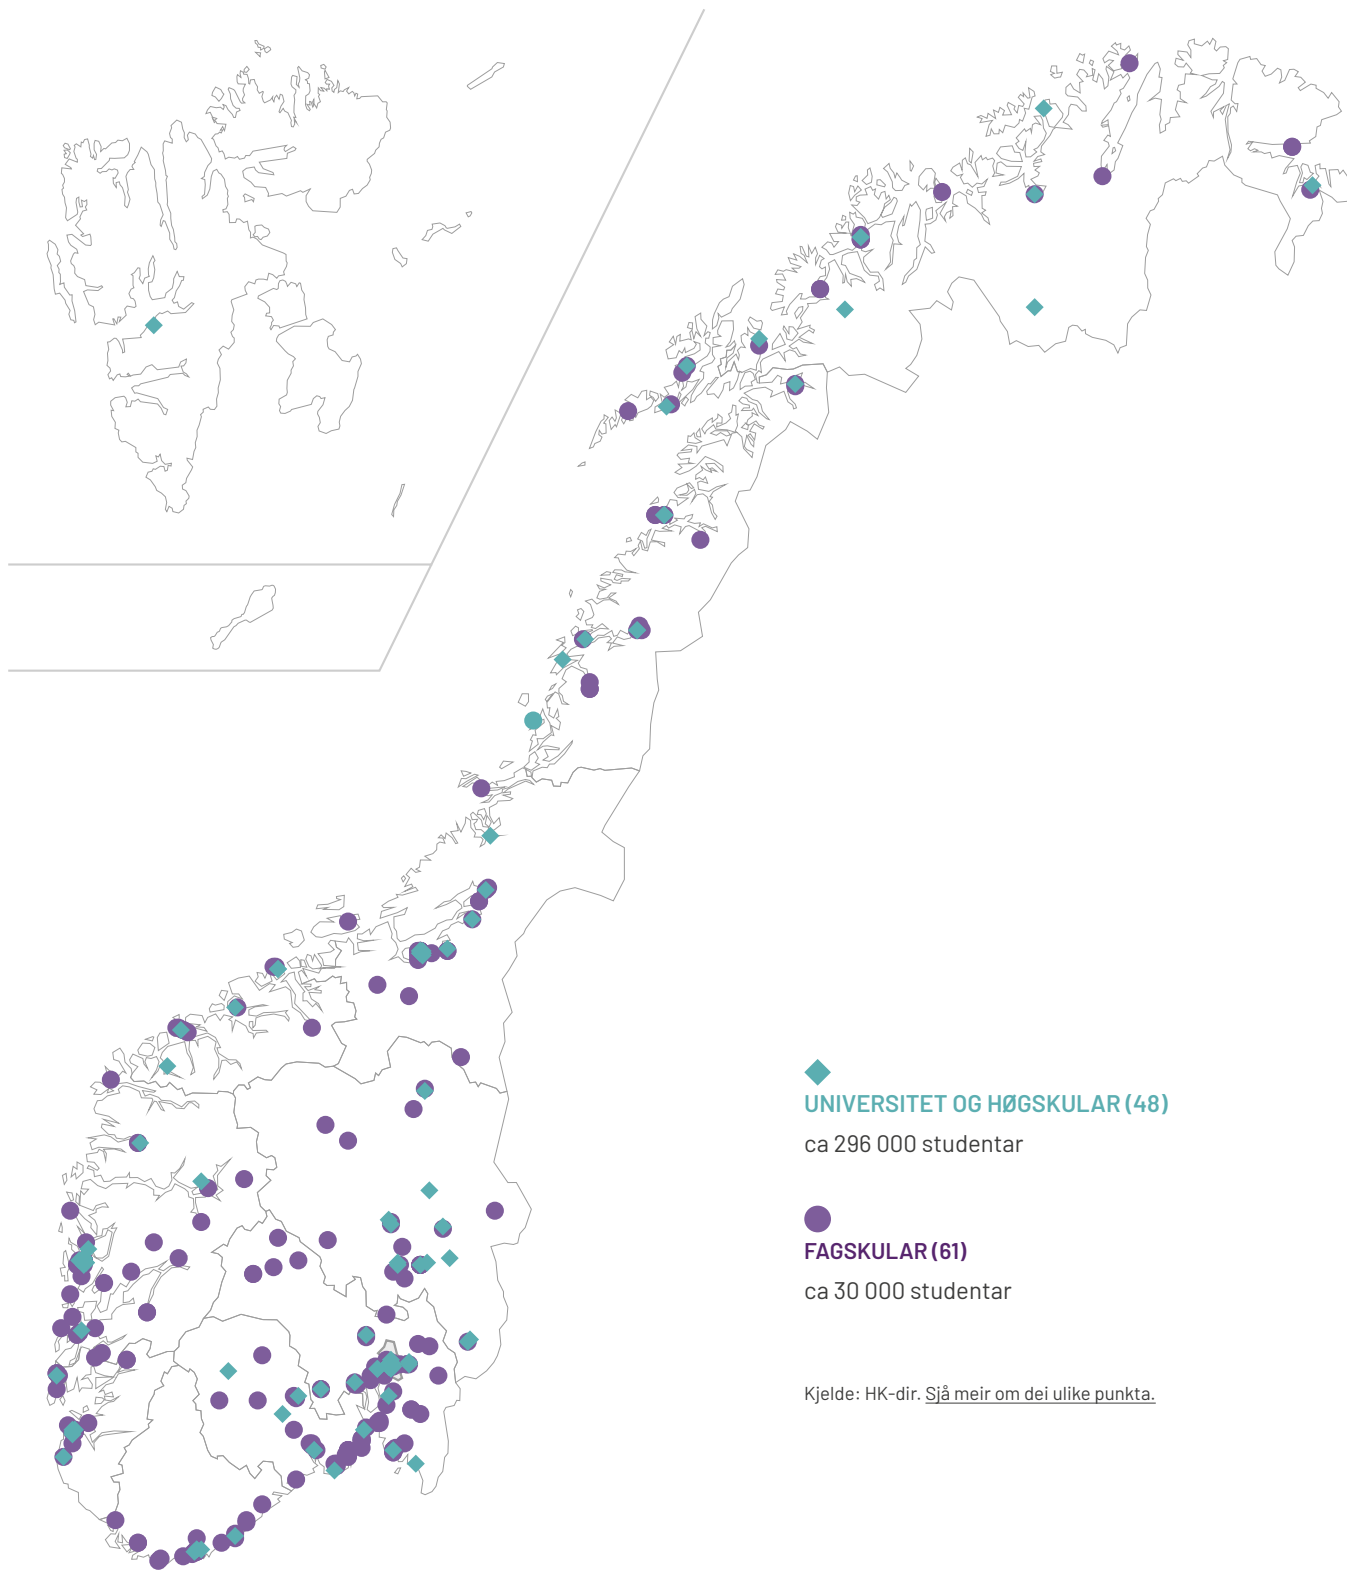 UNIVERSITET OG HØGSKULAR (48)
ca 296 000 studentar
FAGSKULAR (61)
ca 30 000 studentar
Kjelde: HK-dir. Sjå meir om dei ulike punkta.